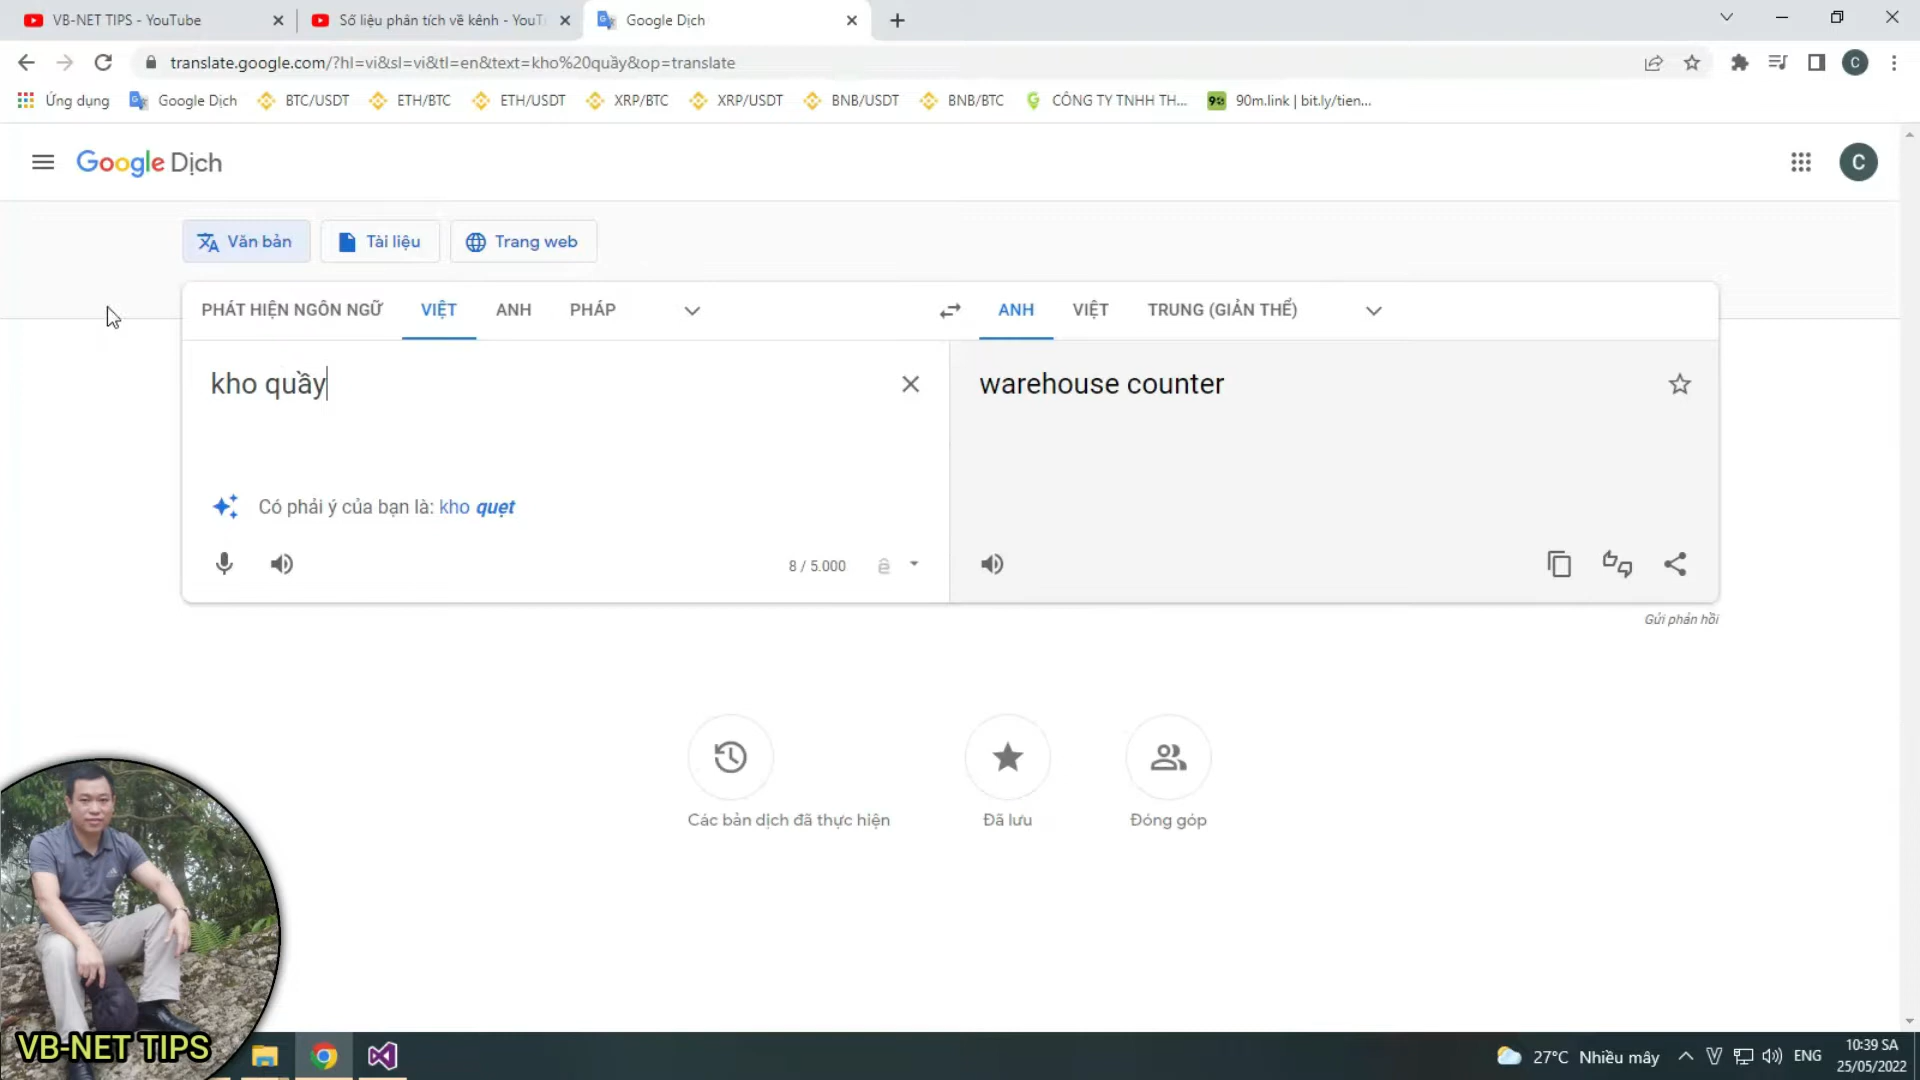 VB-NET TIPS - YouTube
Số liệu phân tích về kênh - YouT
Google Dịch
translate.google.com/?hl=vi&sl=vi&tl=en&text=kho%20quầy&op=translate
C
Ứng dụng
Google Dịch
BTC/USDT
ETH/BTC
ETH/USDT
XRP/BTC
XRP/USDT
BNB/USDT
BNB/BTC
CÔNG TY TNHH TH...
90m.link | bit.ly/tien...
Google Dịch
C
Văn bản
Tài liệu
Trang web
PHÁT HIỆN NGÔN NGỮ
VIỆT
ANH
PHÁP
ANH
VIỆT
TRUNG (GIẢN THỂ)
kho quầy
warehouse counter
Có phải ý của bạn là: kho quẹt
8 / 5.000
Gửi phản hồi
Các bản dịch đã thực hiện
Đã lưu
Đóng góp
VB-NET TIPS
27°C Nhiều mây
ENG
10:39 SA
25/05/2022